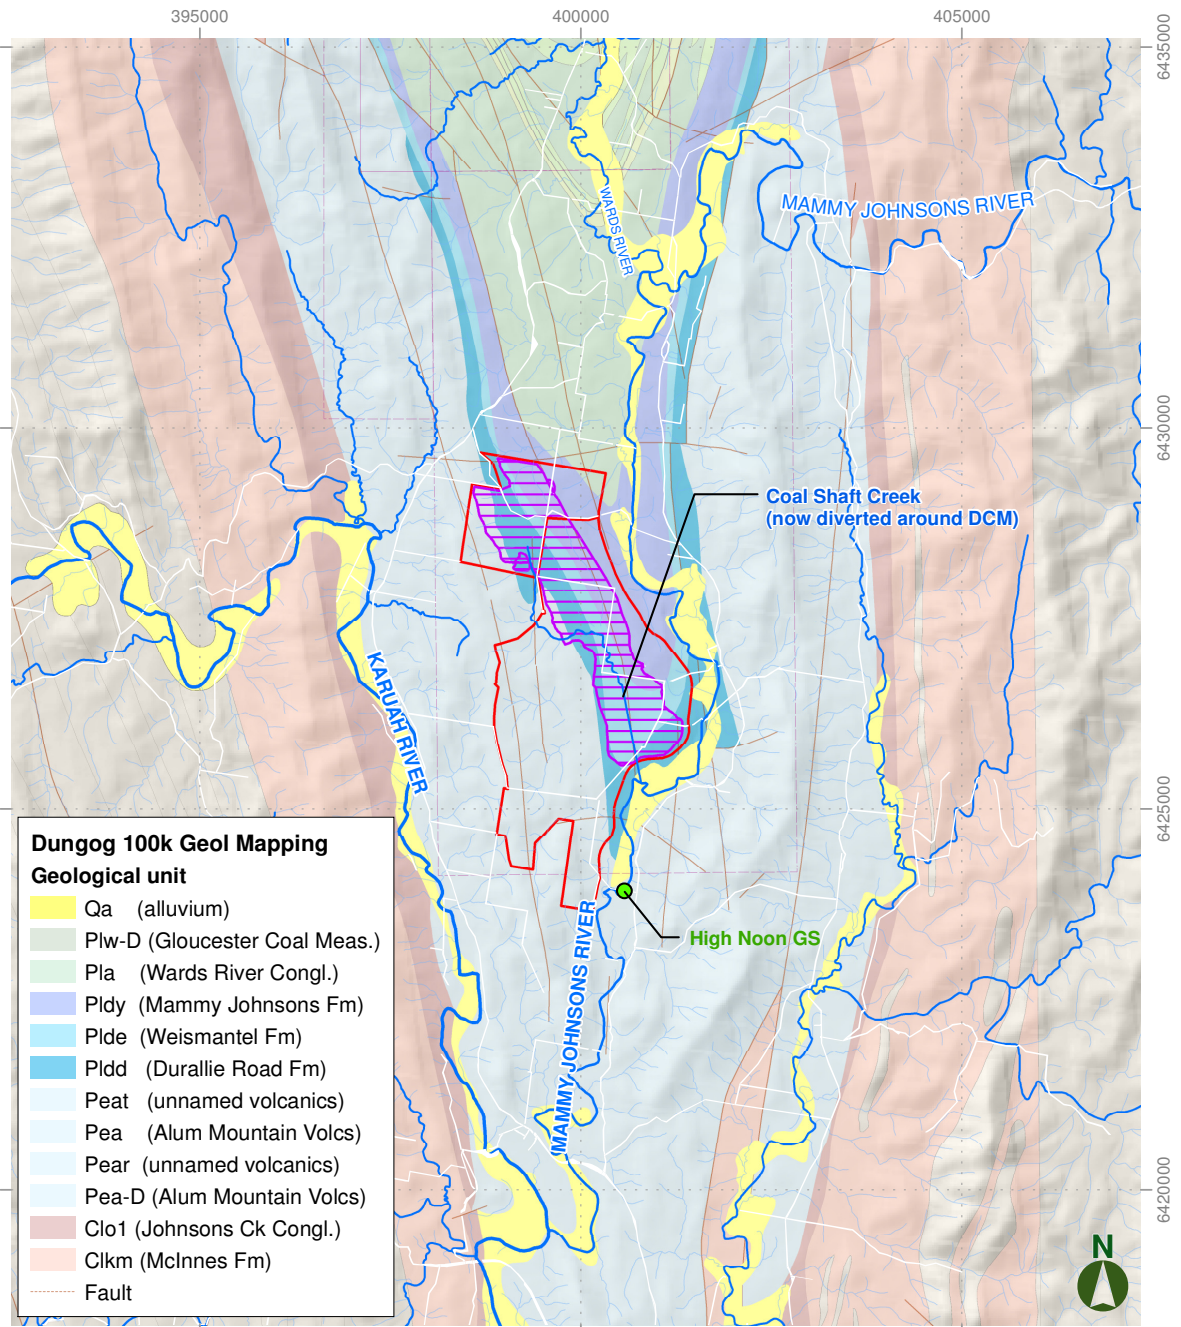 395000
400000
405000
6435000
MAMMY JOHNSONS RIVER
WARDS RIVER
6430000
Coal Shaft Creek
(now diverted around DCM)
KARUAH RIVER
6425000
Dungog 100k Geol Mapping
Geological unit
Qa (alluvium)
Plw-D (Gloucester Coal Meas.)
Pla (Wards River Congl.)
Pldy (Mammy Johnsons Fm)
Plde (Weismantel Fm)
Pldd (Durallie Road Fm)
Peat (unnamed volcanics)
Pea (Alum Mountain Volcs)
Pear (unnamed volcanics)
Pea-D (Alum Mountain Volcs)
Clo1 (Johnsons Ck Congl.)
Clkm (McInnes Fm)
Fault
High Noon GS
MAMMY JOHNSONS RIVER
6420000
N